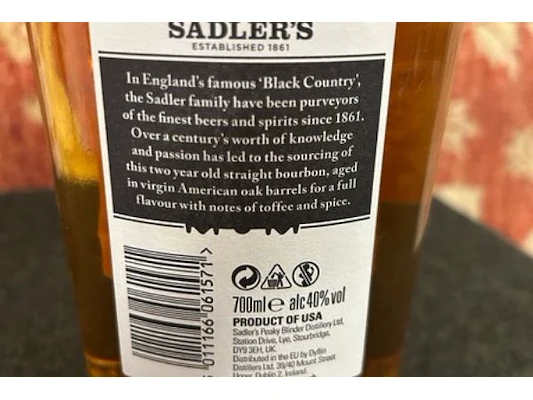 SADLER'S
ESTABLISHED 1861
In England's famous 'Black Country',
the Sadler family have been purveyors
of the finest beers and spirits since 1861.
Over a century's worth of knowledge
and passion has led to the sourcing of
this two year old straight bourbon, aged
in virgin American oak barrels for a full
flavour with notes of toffee and spice.
011166 061571 >
700ml e alc 40% vol
PRODUCT OF USA
Sadler's Peaky Blinder Distillery Ltd,
Station Drive, Lye, Stourbridge,
DY9 3EH, UK.
Distributed in the EU by Dyflin
Distillers Ltd, 39/40 Mount Street
Upper, Dublin 2, Ireland